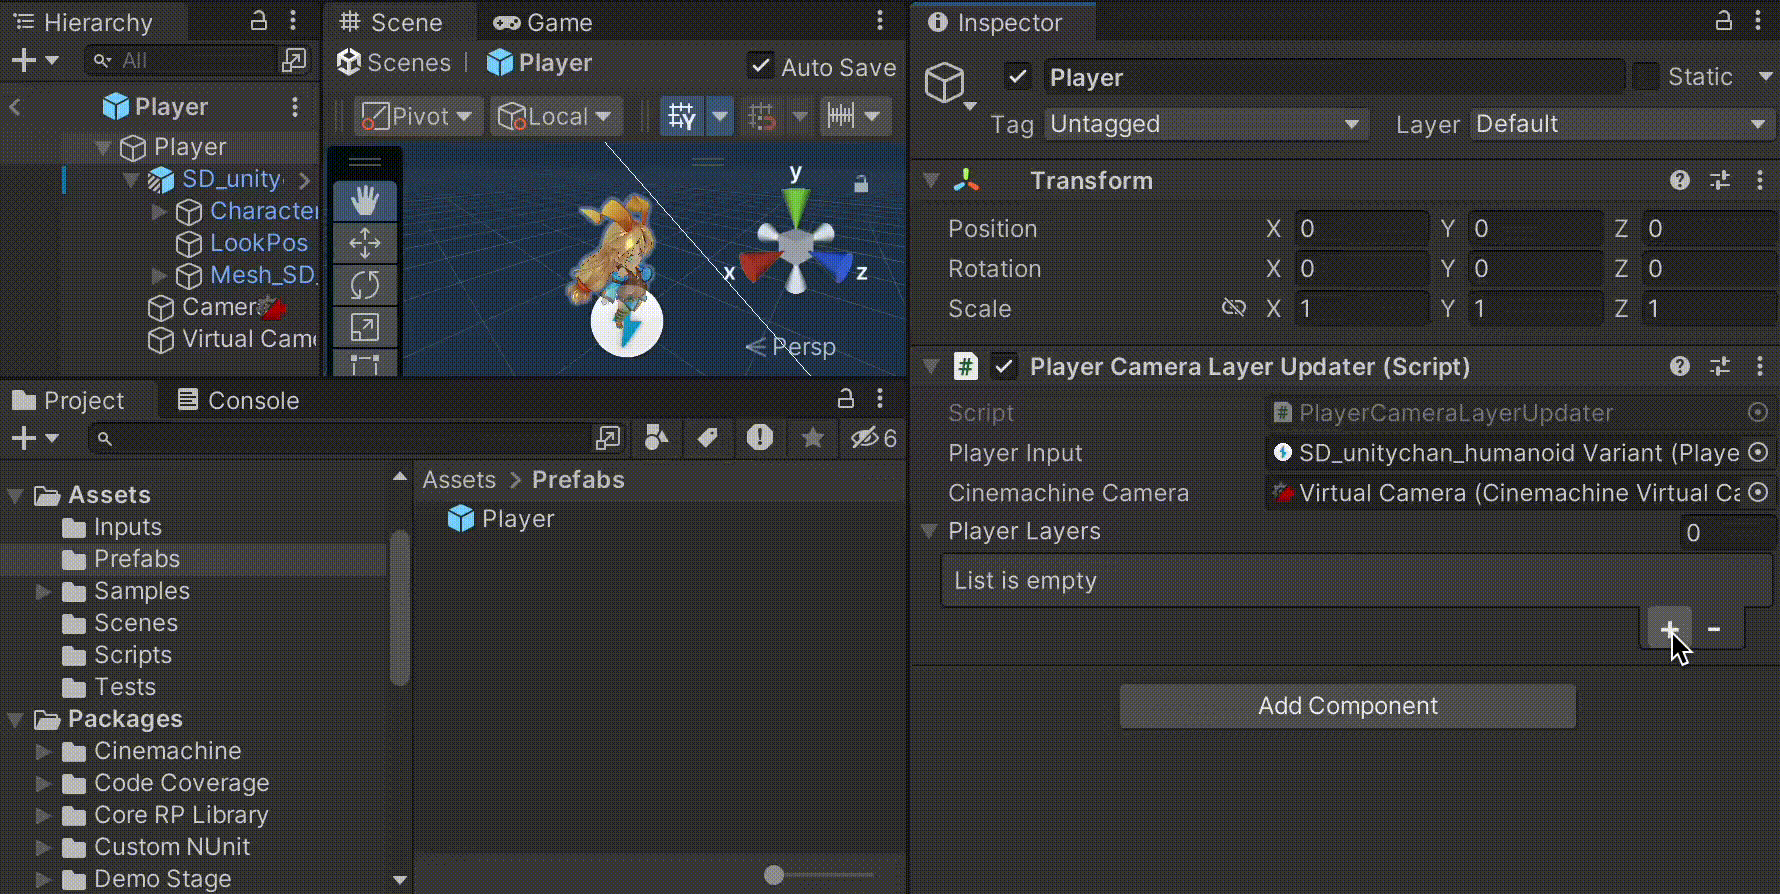 Hierarchy
All
Player
Player
SD_unity
Character
LookPos
Mesh_SD_
Camer
Virtual Came
Scene
Game
Scenes
Player
Auto Save
Pivot
Local
y
x
z
Persp
Project
Console
6
Assets
Inputs
Prefabs
Samples
Scenes
Scripts
Tests
Packages
Cinemachine
Code Coverage
Core RP Library
Custom NUnit
Demo Stage
Assets > Prefabs
Player
Inspector
Player
Static
Tag Untagged
Layer Default
Transform
Position X 0 Y 0 Z 0
Rotation X 0 Y 0 Z 0
Scale X 1 Y 1 Z 1
Player Camera Layer Updater (Script)
Script PlayerCameraLayerUpdater
Player Input SD_unitychan_humanoid Variant (Playe
Cinemachine Camera Virtual Camera (Cinemachine Virtual Ca
Player Layers 0
List is empty
+ -
Add Component